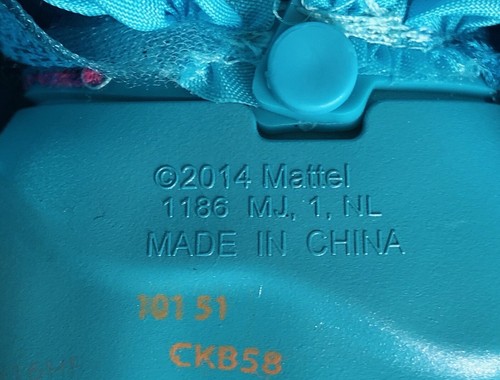 ©2014 Mattel
1186 MJ, 1, NL
MADE IN CHINA
101 51
CKB58